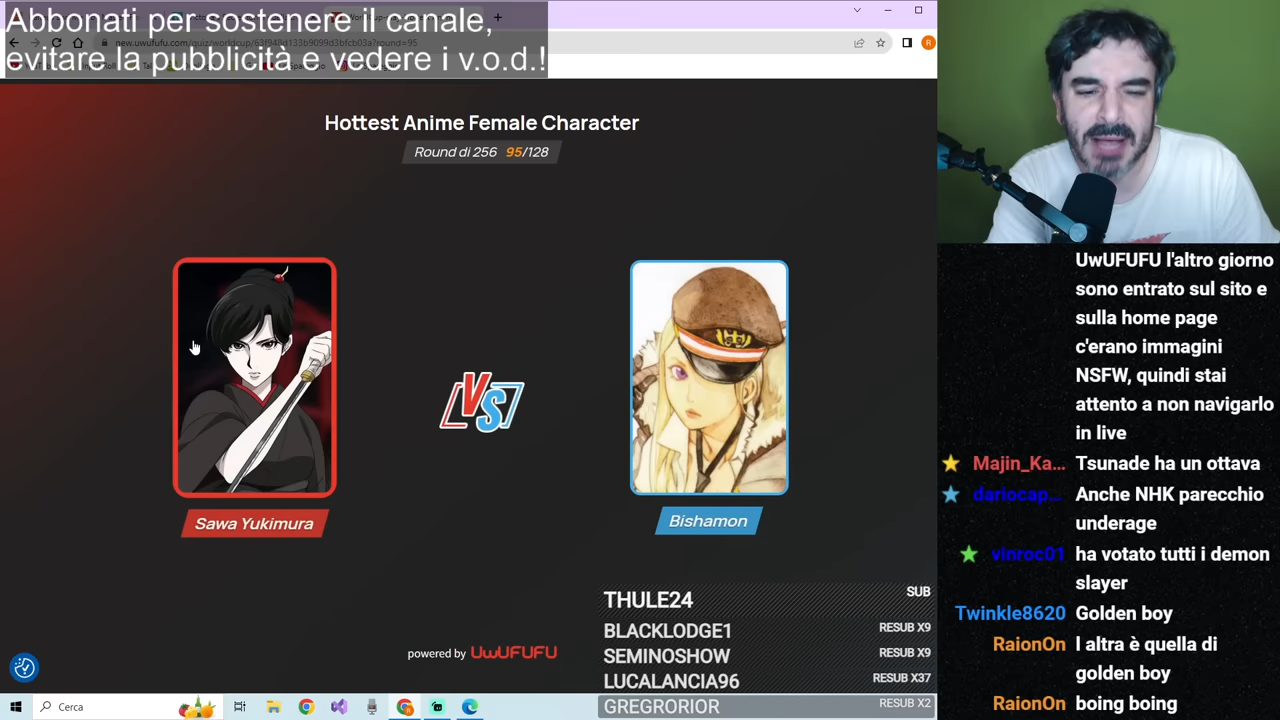 Abbonati per sostenere il canale,
evitare la pubblicità e vedere i v.o.d.!
Hottest Anime Female Character
Round di 256 95/128
VS
Sawa Yukimura
Bishamon
powered by UwUFUFU
THULE24 SUB
BLACKLODGE1 RESUB X9
SEMINOSHOW RESUB X9
LUCALANCIA96 RESUB X37
GREGRORIOR RESUB X2
UwUFUFU l'altro giorno
sono entrato sul sito e
sulla home page
c'erano immagini
NSFW, quindi stai
attento a non navigarlo
in live
Majin_Ka... Tsunade ha un ottava
dariocap... Anche NHK parecchio
underage
vinroc01 ha votato tutti i demon
slayer
Twinkle8620 Golden boy
RaionOn l altra è quella di
golden boy
RaionOn boing boing
Cerca